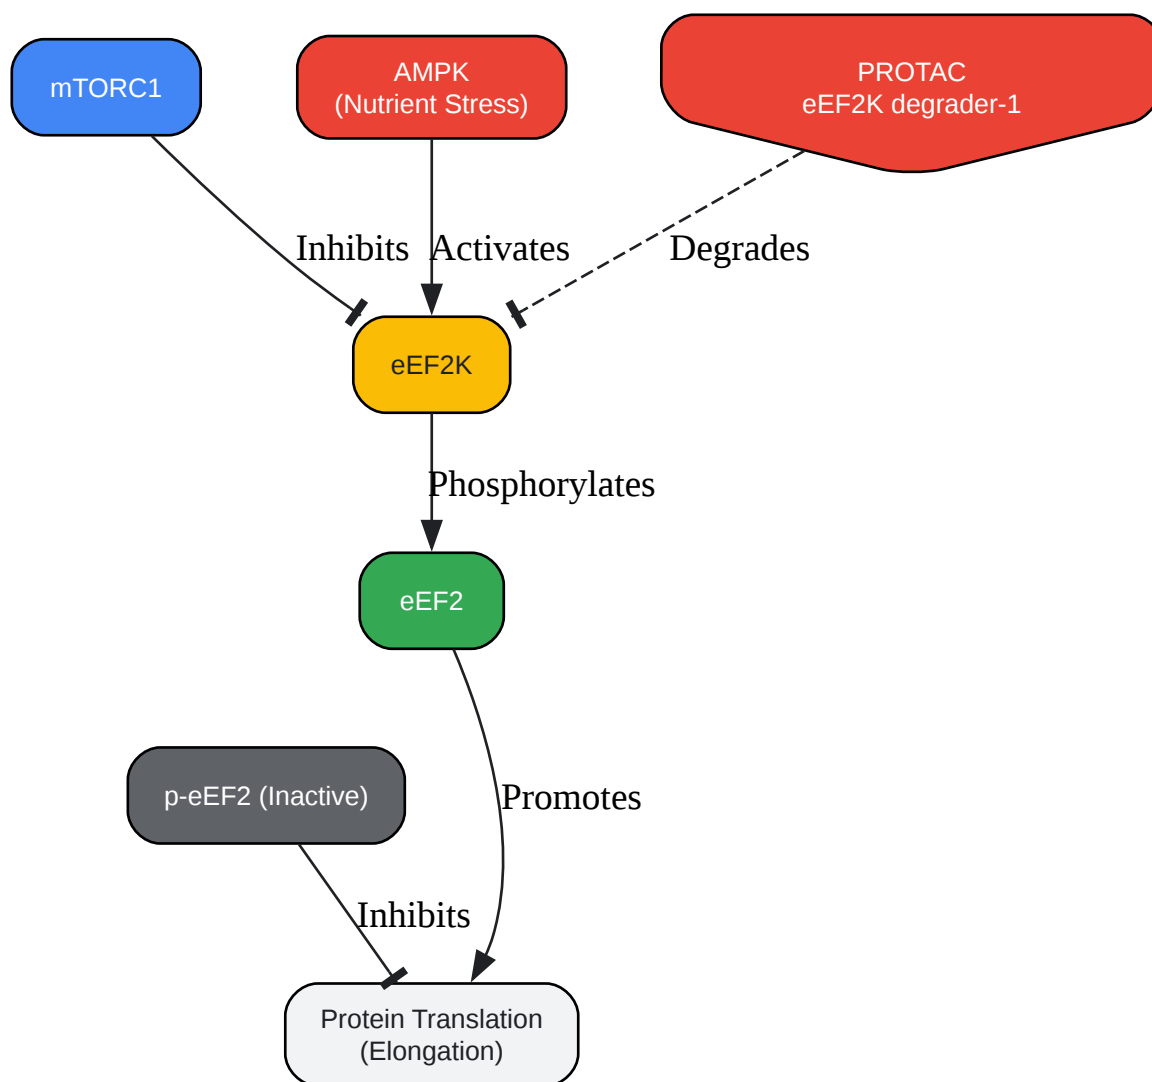 mTORC1
AMPK
(Nutrient Stress)
PROTAC
eEF2K degrader-1
Inhibits
Activates
Degrades
eEF2K
Phosphorylates
eEF2
p-eEF2 (Inactive)
Promotes
Inhibits
Protein Translation
(Elongation)